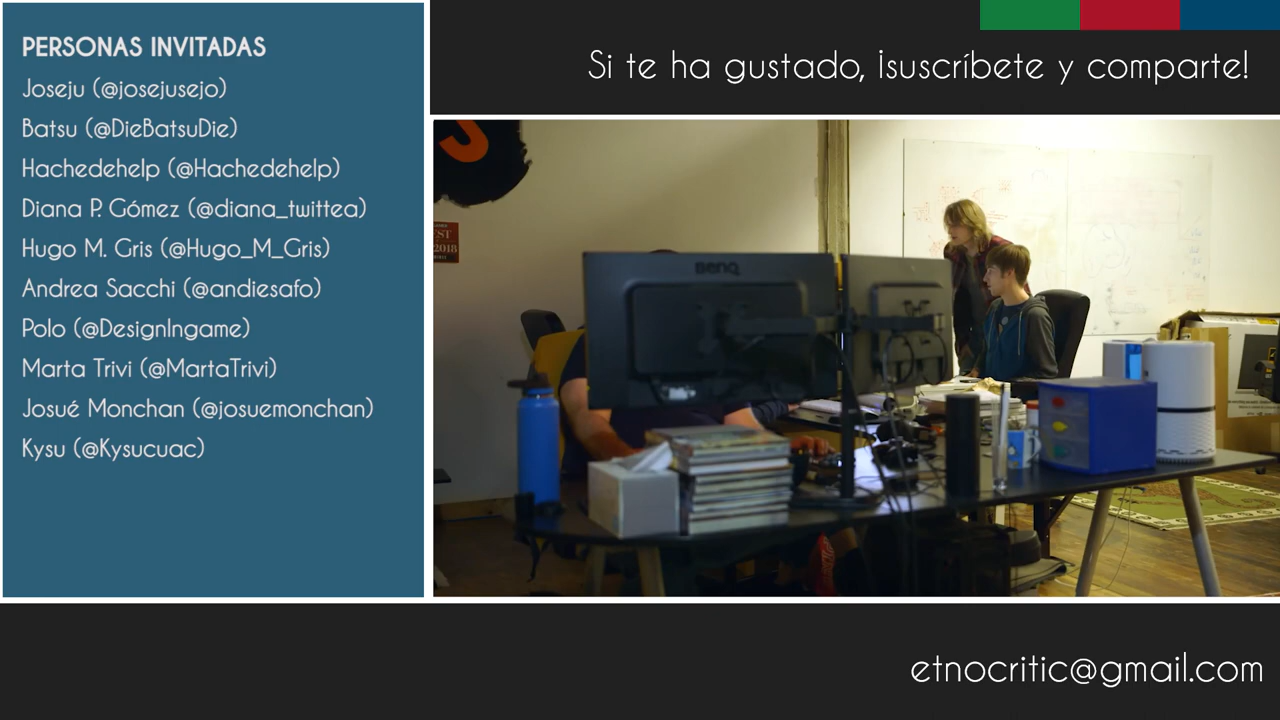 PERSONAS INVITADAS
Joseju (@josejusejo)
Batsu (@DieBatsuDie)
Hachedehelp (@Hachedehelp)
Diana P. Gómez (@diana_twittea)
Hugo M. Gris (@Hugo_M_Gris)
Andrea Sacchi (@andiesafo)
Polo (@DesignIngame)
Marta Trivi (@MartaTrivi)
Josué Monchan (@josuemonchan)
Kysu (@Kysucuac)
Si te ha gustado, ¡suscríbete y comparte!
S
2018
BenQ
etnocritic@gmail.com